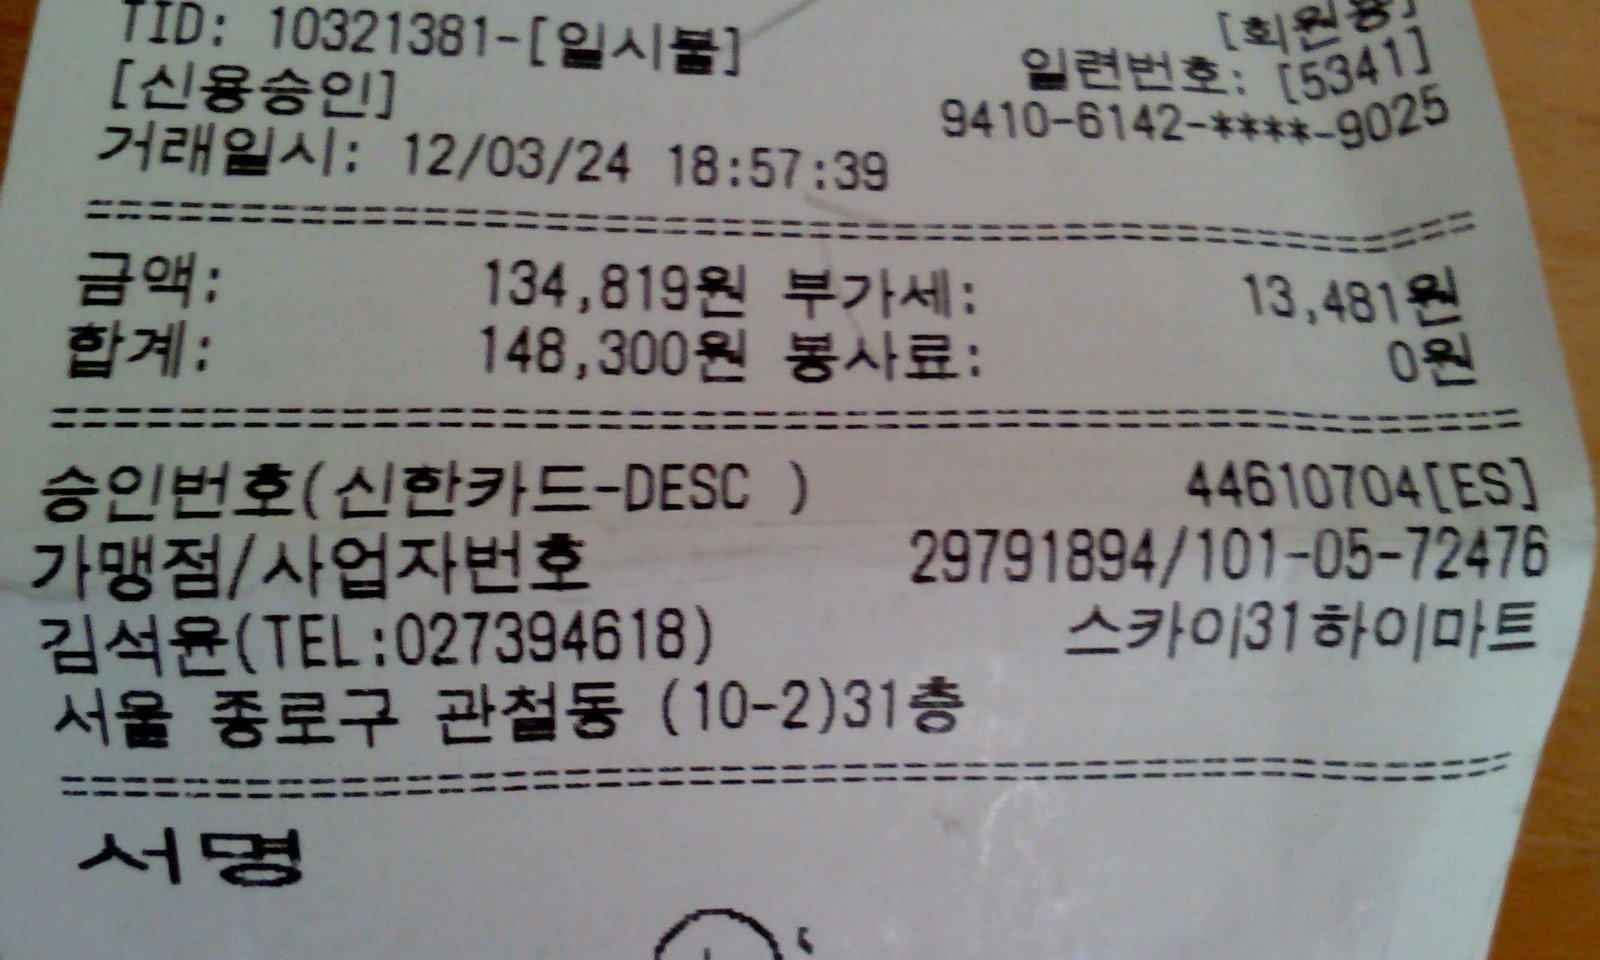 TID: 10321381-[일시불] [회원용]
[신용승인] 일련번호: [5341]
거래일시: 12/03/24 18:57:39 9410-6142-****-9025
금액: 134,819원 부가세: 13,481원
합계: 148,300원 봉사료: 0원
승인번호(신한카드-DESC ) 44610704[ES]
가맹점/사업자번호 29791894/101-05-72476
김석윤(TEL:027394618) 스카이31하이마트
서울 종로구 관철동 (10-2)31층
서명